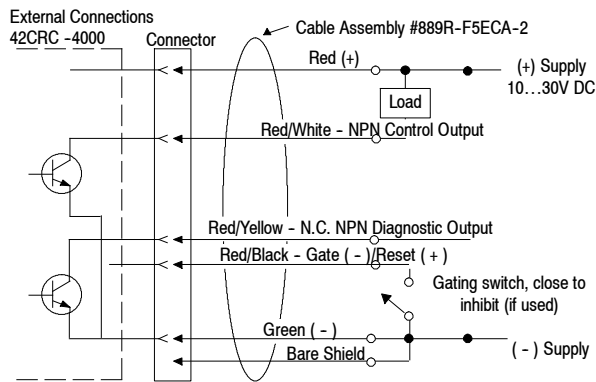 External Connections
42CRC -4000
Connector
Cable Assembly #889R-F5ECA-2
Red (+)
(+) Supply
10...30V DC
Load
Red/White - NPN Control Output
Red/Yellow - N.C. NPN Diagnostic Output
Red/Black - Gate ( - )/Reset ( + )
Gating switch, close to
inhibit (if used)
Green ( - )
( - ) Supply
Bare Shield